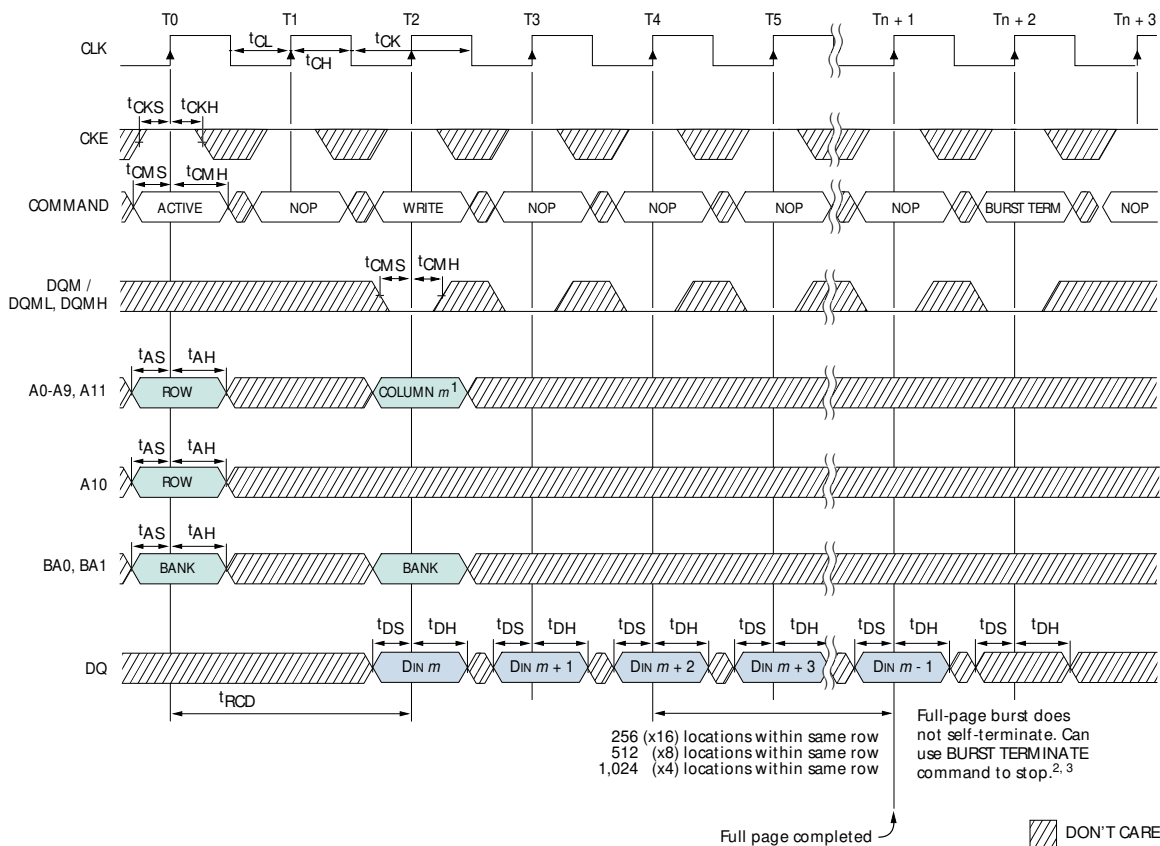 T0 T1 T2 T3 T4 T5 Tn + 1 Tn + 2 Tn + 3
CLK
tCL tCK
tCH
tCKS tCKH
CKE
tCMS tCMH
COMMAND ACTIVE NOP WRITE NOP NOP NOP NOP BURST TERM NOP
tCMS tCMH
DQM /
DQML, DQMH
tAS tAH
A0-A9, A11 ROW COLUMN m1
tAS tAH
A10 ROW
tAS tAH
BA0, BA1 BANK BANK
tDS tDH tDS tDH tDS tDH tDS tDH tDS tDH tDS tDH
DQ DIN m DIN m + 1 DIN m + 2 DIN m + 3 DIN m - 1
tRCD
256 (x16) locations within same row
512 (x8) locations within same row
1,024 (x4) locations within same row
Full-page burst does
not self-terminate. Can
use BURST TERMINATE
command to stop.2, 3
Full page completed
DON'T CARE